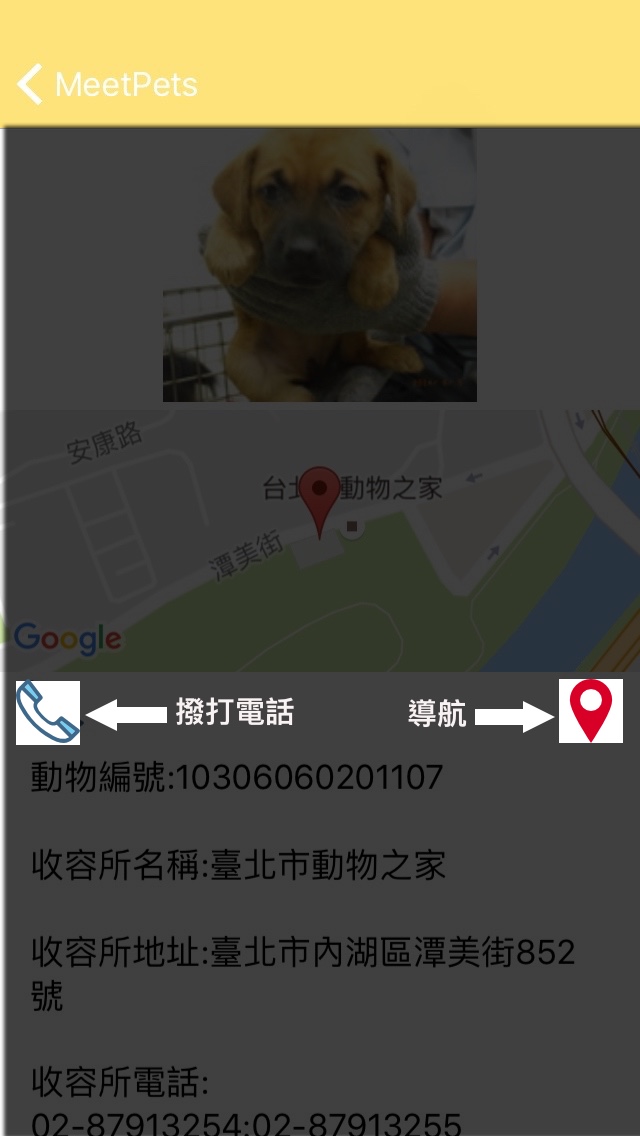 MeetPets
安康路
台北動物之家
潭美街
Google
撥打電話
導航
動物編號:10306060201107
收容所名稱:臺北市動物之家
收容所地址:臺北市內湖區潭美街852
號
收容所電話:
02-87913254;02-87913255